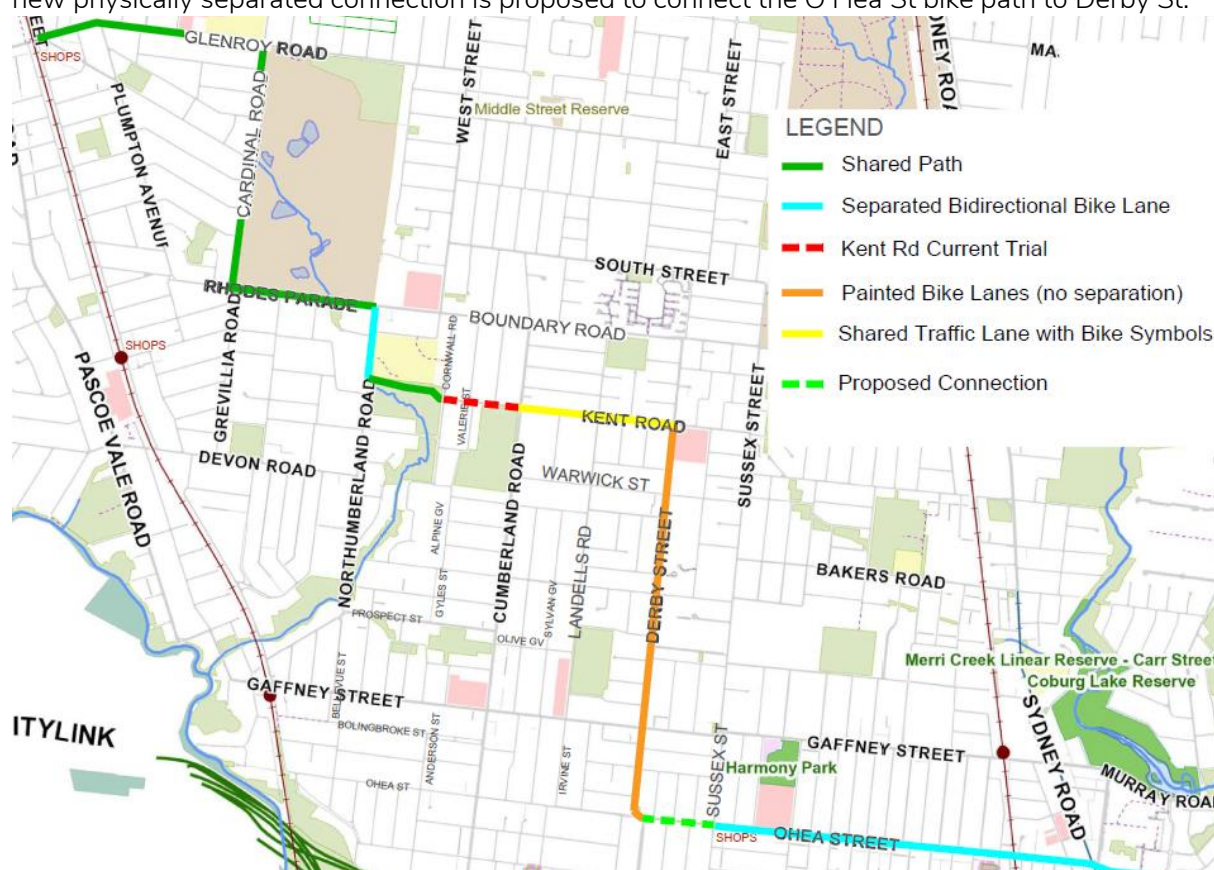 new physically separated connection is proposed to connect the O'Hea St bike path to Derby St.
SHOPS
GLENROY ROAD
WEST STREET
EAST STREET
MA.
PLUMPTON AVENUE
CARDINAL ROAD
Middle Street Reserve
LEGEND
Shared Path
Separated Bidirectional Bike Lane
Kent Rd Current Trial
Painted Bike Lanes (no separation)
Shared Traffic Lane with Bike Symbols
Proposed Connection
SOUTH STREET
RHODES PARADE
BOUNDARY ROAD
SHOPS
CORNWALL RD
VALERIE ST
KENT ROAD
PASCOE VALE ROAD
GREVILLIA ROAD
NORTHUMBERLAND ROAD
DEVON ROAD
WARWICK ST
SUSSEX STREET
CUMBERLAND ROAD
ALPINE GV
GYLES ST
SYLVAN GV
LANDELLS RD
DERBY STREET
BAKERS ROAD
PROSPECT ST
OLIVE GV
Merri Creek Linear Reserve - Carr Street
Coburg Lake Reserve
GAFFNEY STREET
BELLEVUE ST
BOLINGBROKE ST
ANDERSON ST
IRVINE ST
SUSSEX ST
GAFFNEY STREET
SYDNEY ROAD
MURRAY ROAD
ITYLINK
Harmony Park
OHEA ST
SHOPS
OHEA STREET